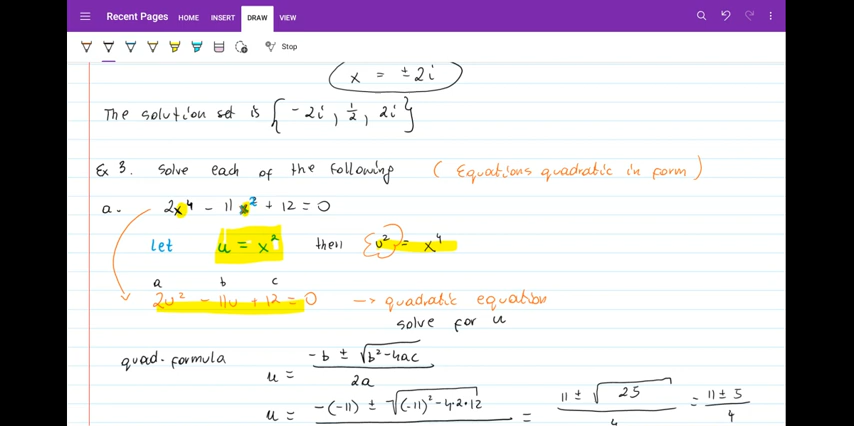 Recent Pages HOME INSERT DRAW VIEW
Stop
x = ± 2i
The solution set is { -2i, 1/2, 2i }
Ex 3. Solve each of the following (Equations quadratic in form)
a. 2x⁴ - 11x² + 12 = 0
Let u = x² then u² = x⁴
a b c
2u² - 11u + 12 = 0 → quadratic equation
solve for u
quad. formula u = (-b ± √(b² - 4ac)) / 2a
u = -(-11) ± √((-11)² - 4·2·12) = (11 ± √25) / 4 = (11 ± 5) / 4